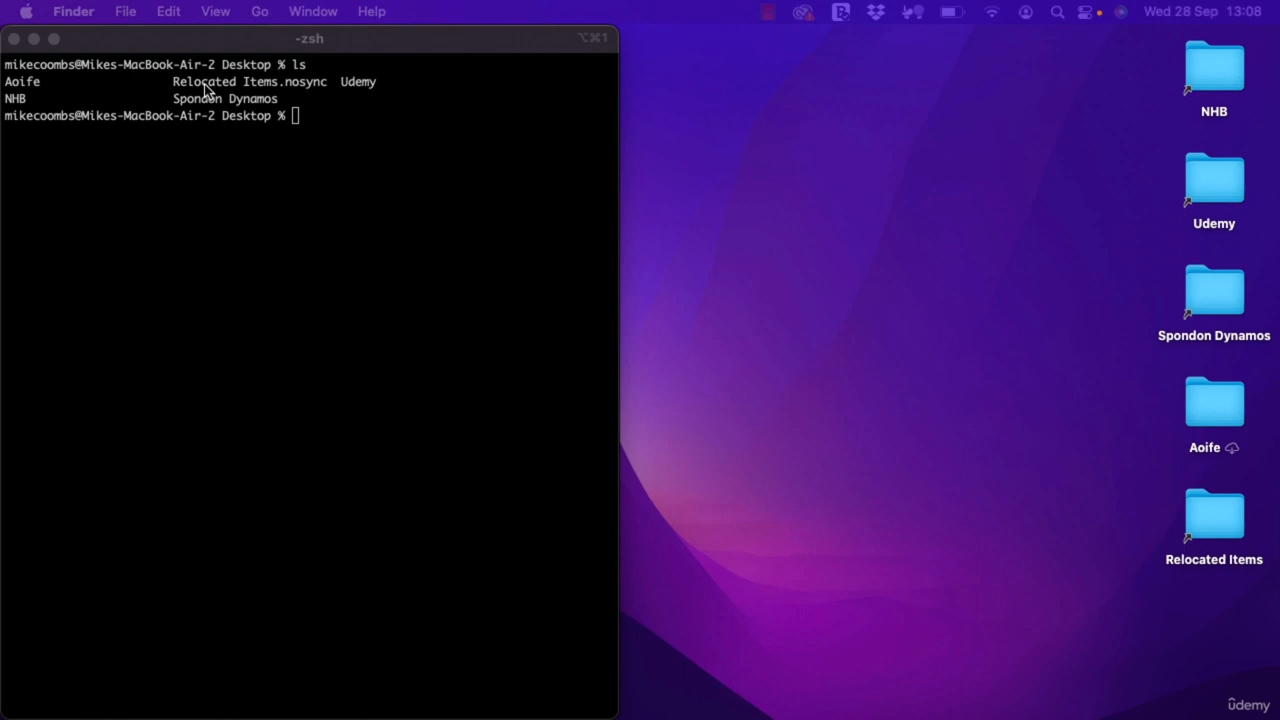 Finder File Edit View Go Window Help Wed 28 Sep 13:08
-zsh ⌥⌘1
mikecoombs@Mikes-MacBook-Air-2 Desktop % ls
Aoife Relocated Items.nosync Udemy
NHB Spondon Dynamos
mikecoombs@Mikes-MacBook-Air-2 Desktop %
NHB
Udemy
Spondon Dynamos
Aoife
Relocated Items
ûdemy